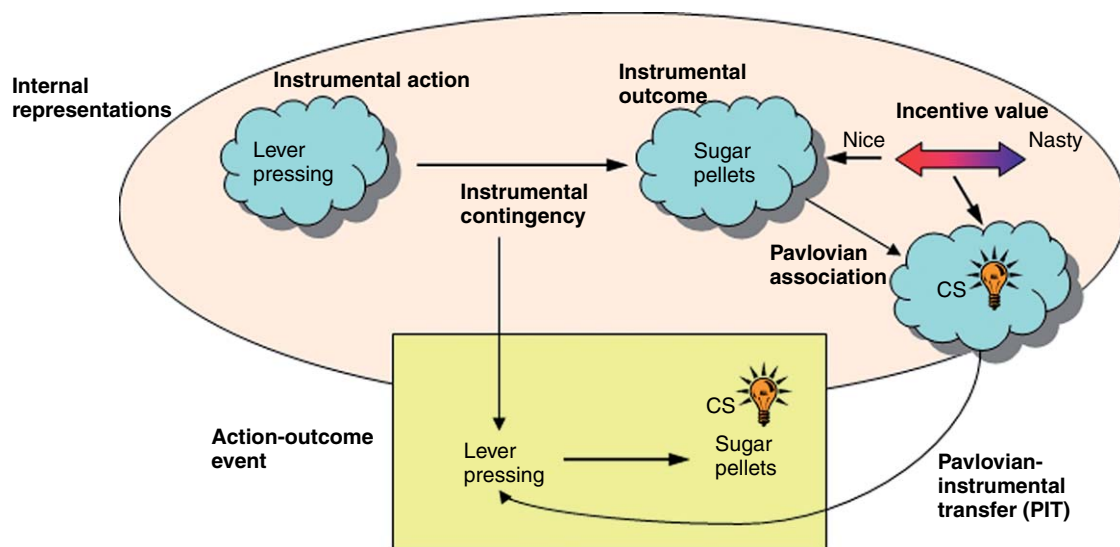 Internal
representations
Instrumental action
Instrumental
outcome
Incentive value
Nice
Nasty
Lever
pressing
Sugar
pellets
Instrumental
contingency
Pavlovian
association
CS
CS
Action-outcome
event
Lever
pressing
Sugar
pellets
Pavlovian-
instrumental
transfer (PIT)